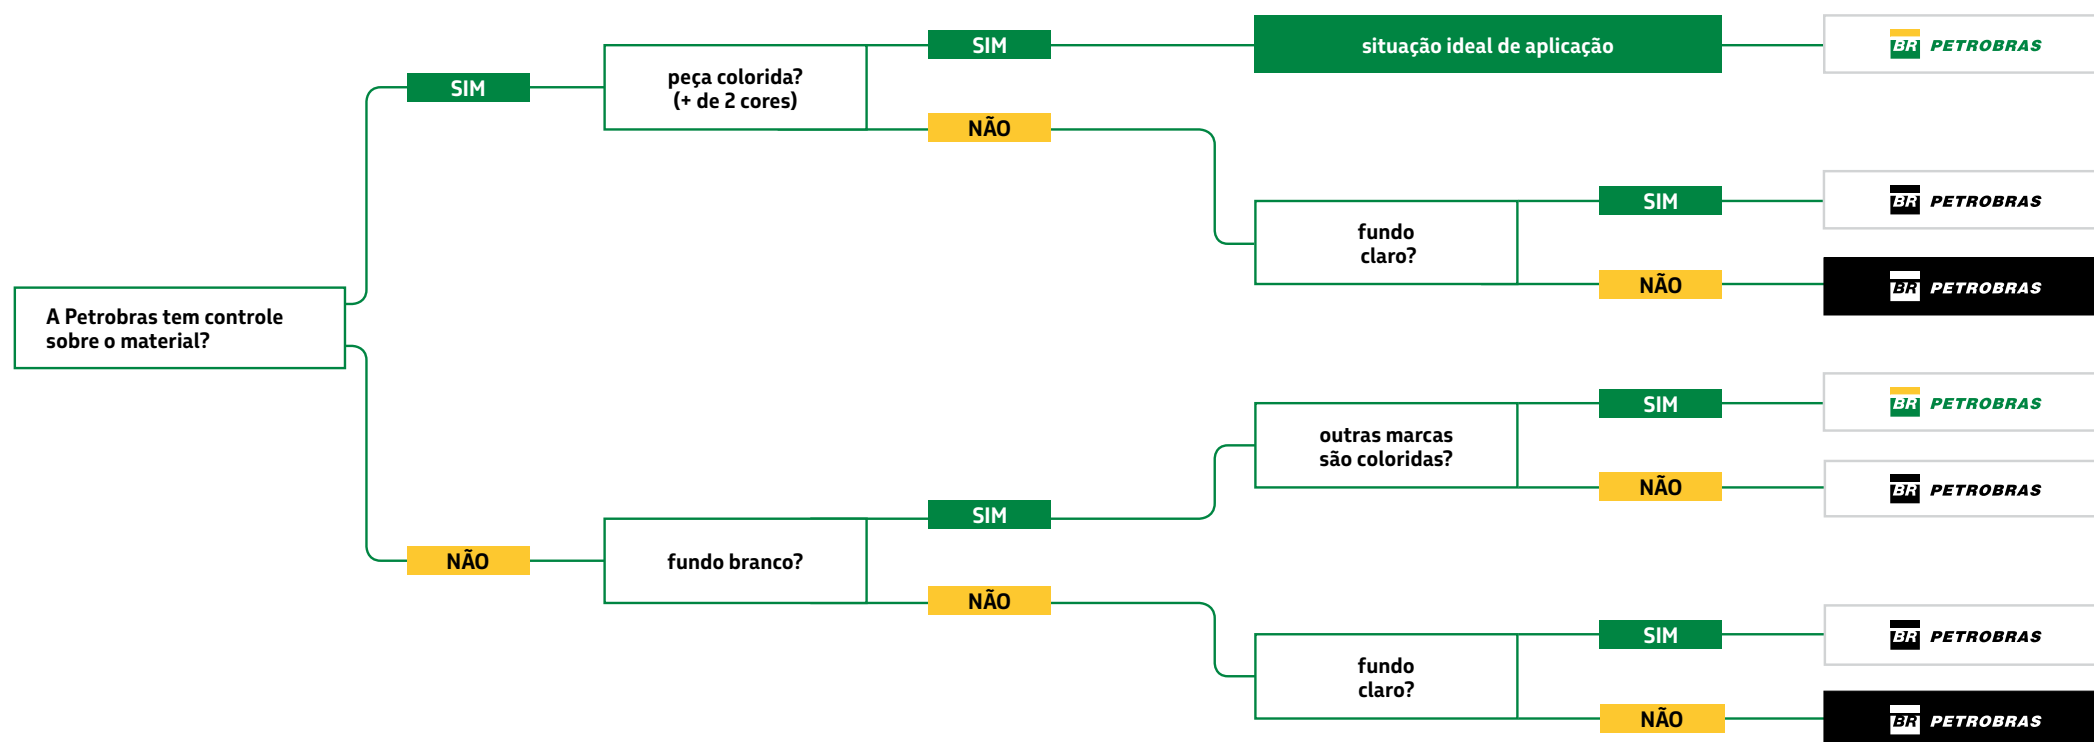 A Petrobras tem controle
sobre o material?
SIM
peça colorida?
(+ de 2 cores)
SIM
situação ideal de aplicação
BR PETROBRAS
NÃO
fundo
claro?
SIM
BR PETROBRAS
NÃO
BR PETROBRAS
NÃO
fundo branco?
SIM
outras marcas
são coloridas?
SIM
BR PETROBRAS
NÃO
BR PETROBRAS
NÃO
fundo
claro?
SIM
BR PETROBRAS
NÃO
BR PETROBRAS